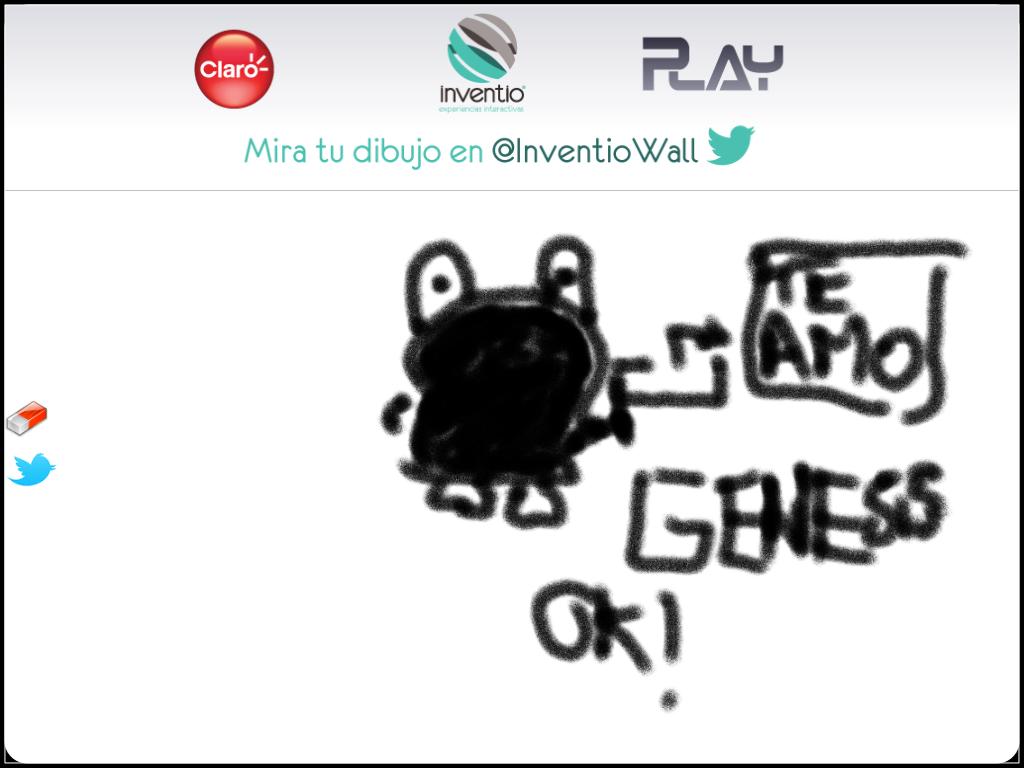 Claro
inventio
experiencias interactivas
PLAY
Mira tu dibujo en @InventioWall
TE
AMO
GENESS
OK!